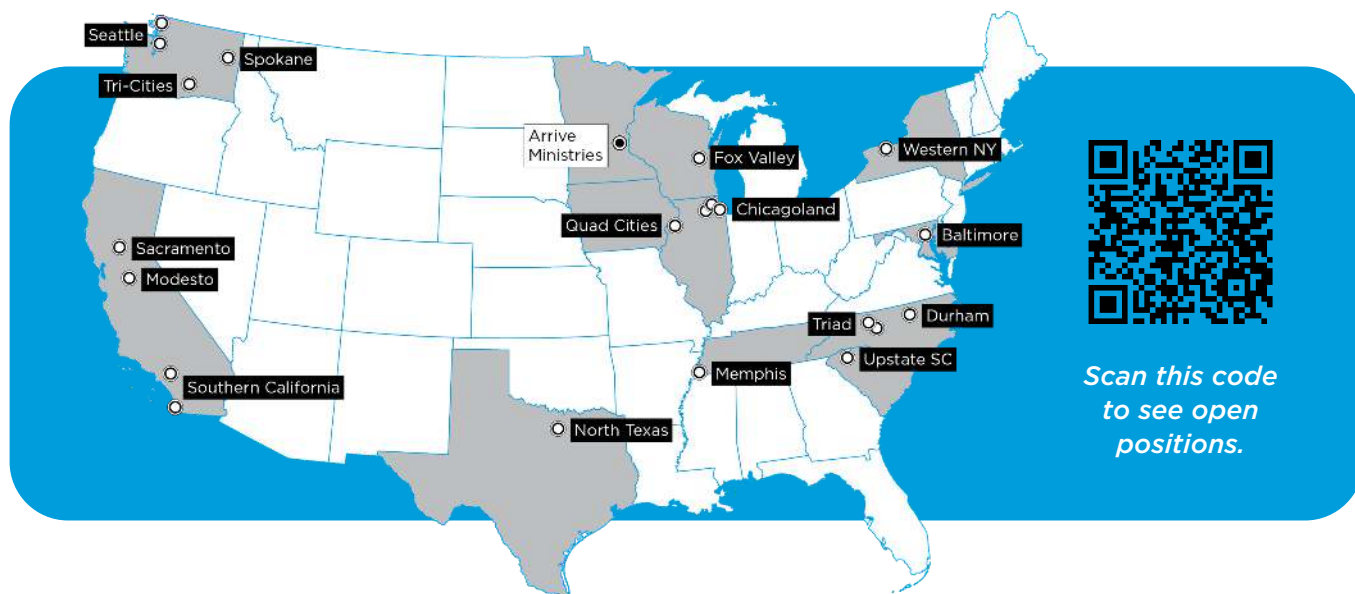 Seattle
Spokane
Tri-Cities
Arrive
Ministries
Fox Valley
Western NY
Quad Cities
Chicagoland
Baltimore
Sacramento
Modesto
Triad
Durham
Upstate SC
Memphis
Southern California
North Texas
Scan this code
to see open
positions.